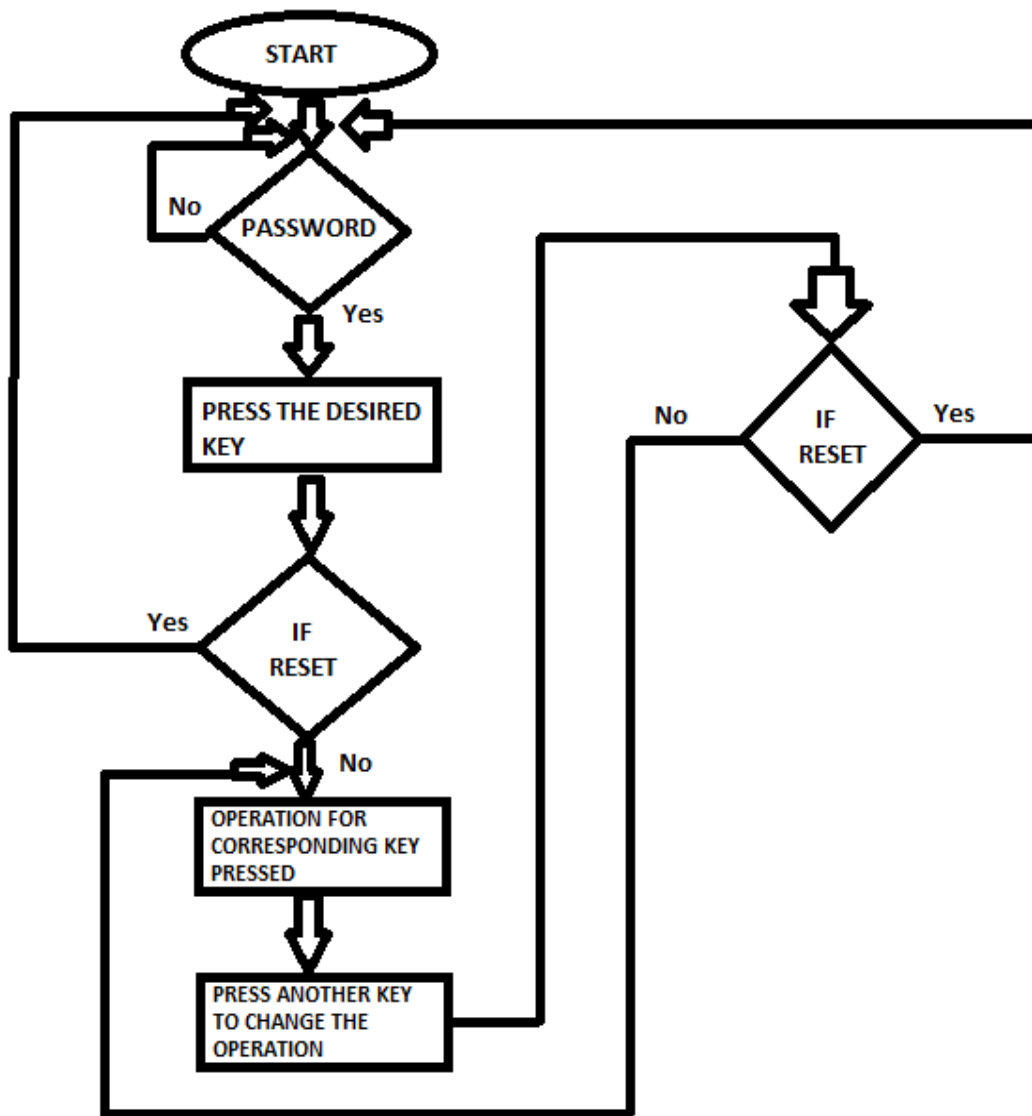 START
No
PASSWORD
Yes
PRESS THE DESIRED
KEY
Yes
IF
RESET
No
OPERATION FOR
CORRESPONDING KEY
PRESSED
PRESS ANOTHER KEY
TO CHANGE THE
OPERATION
No
IF
RESET
Yes